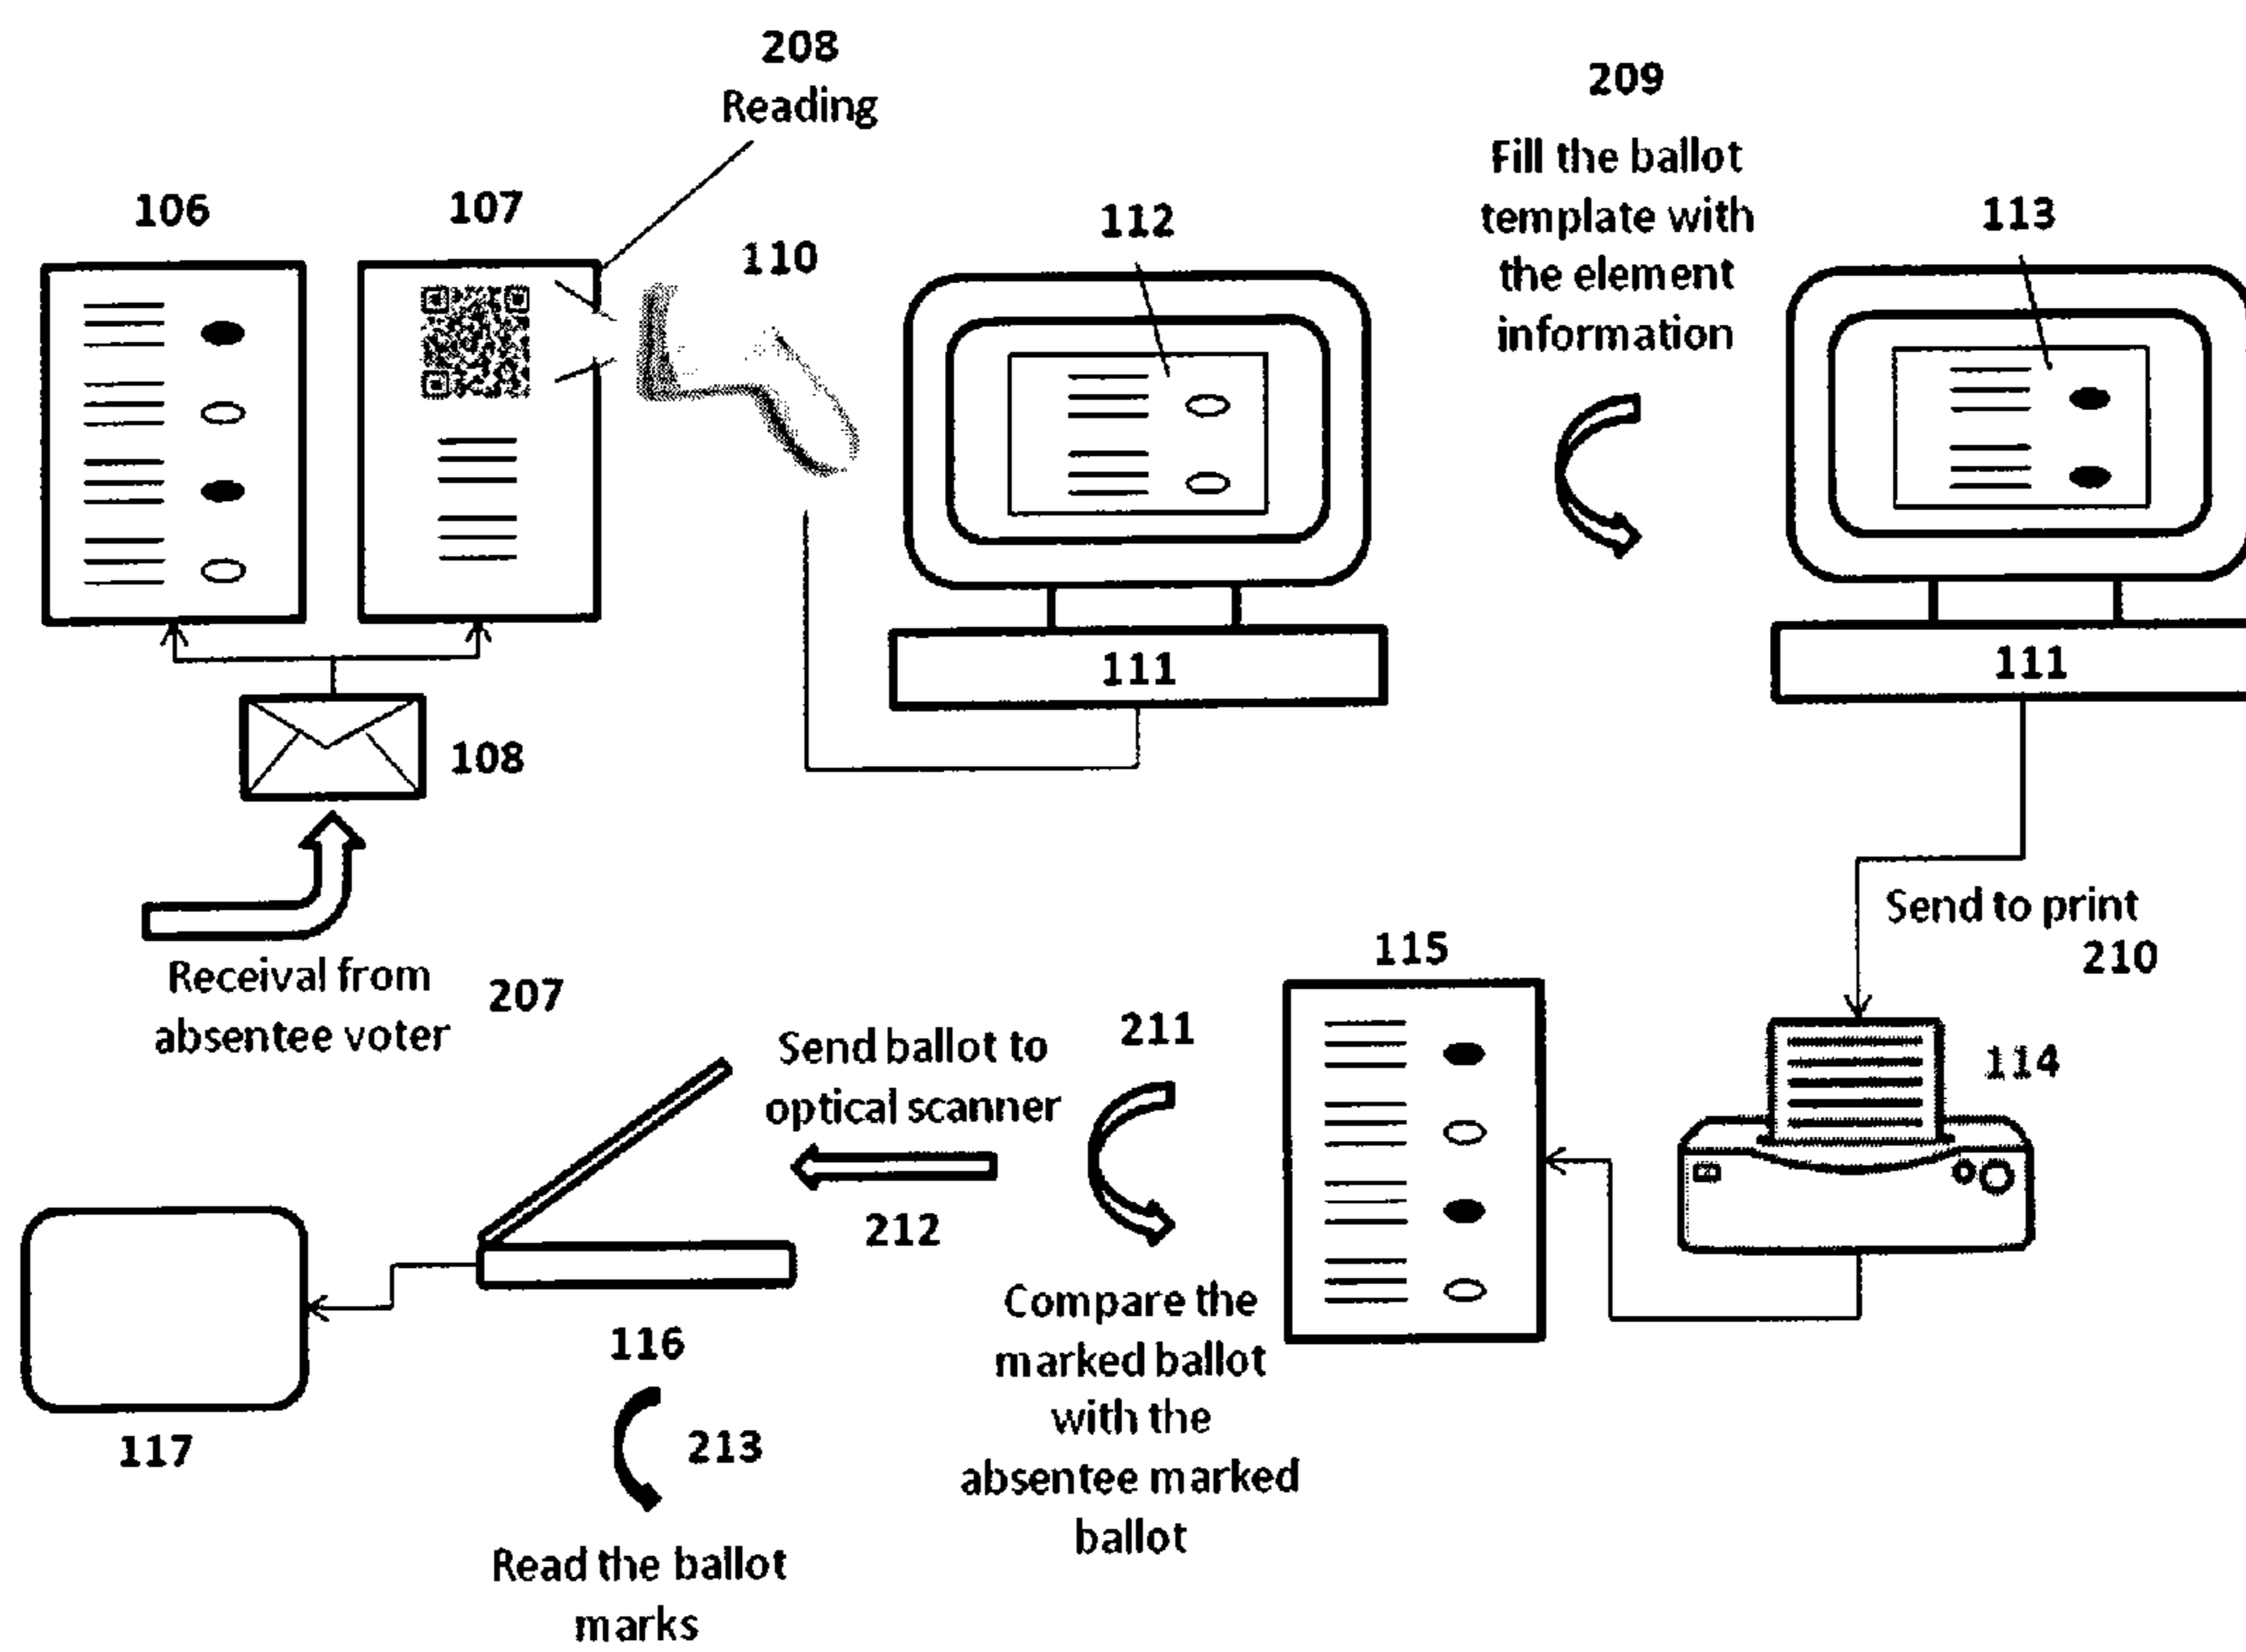 208
Reading
209
Fill the ballot
template with
the element
information
106
107
110
112
113
111
111
108
Receival from
absentee voter
207
Send to print
210
114
115
211
Compare the
marked ballot
with the
absentee marked
ballot
Send ballot to
optical scanner
212
116
213
Read the ballot
marks
117